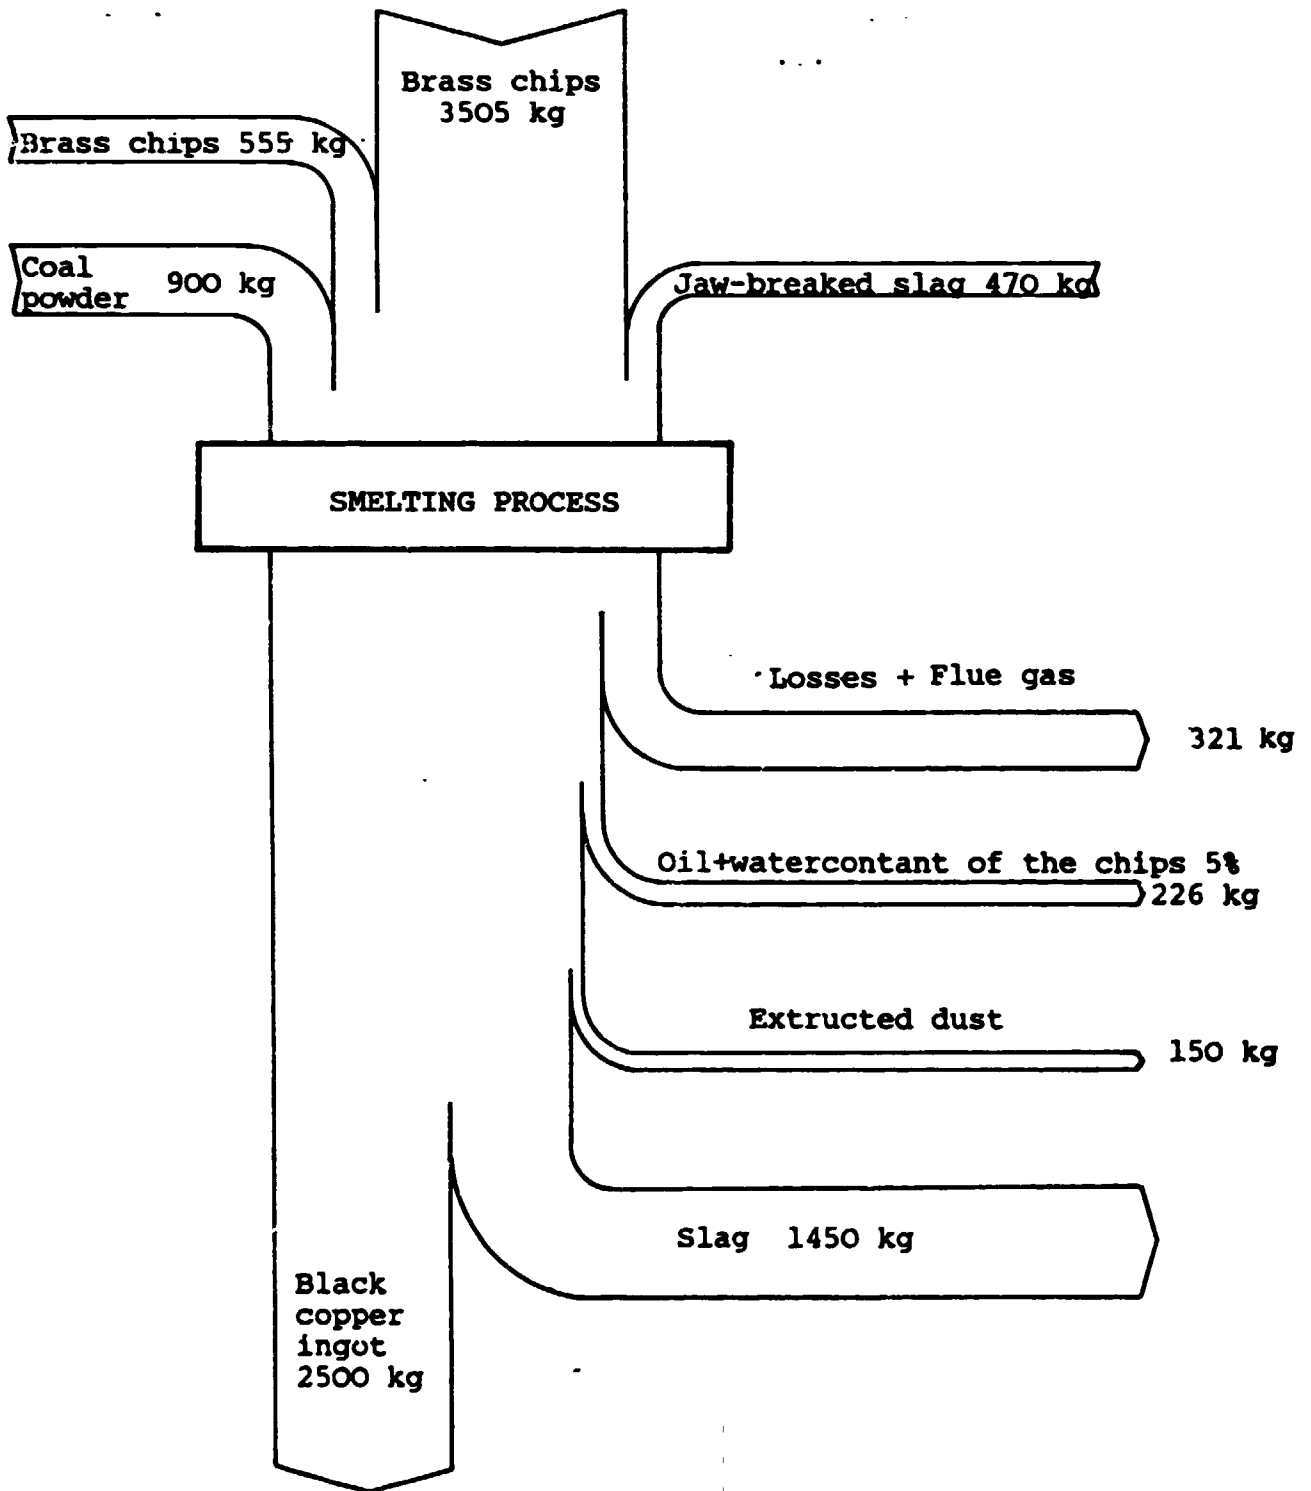 Brass chips
3505 kg
Brass chips 555 kg
Coal
powder 900 kg
Jaw-breaked slag 470 kg
SMELTING PROCESS
Losses + Flue gas
321 kg
Oil+watercontant of the chips 5%
226 kg
Extructed dust
150 kg
Slag 1450 kg
Black
copper
ingot
2500 kg